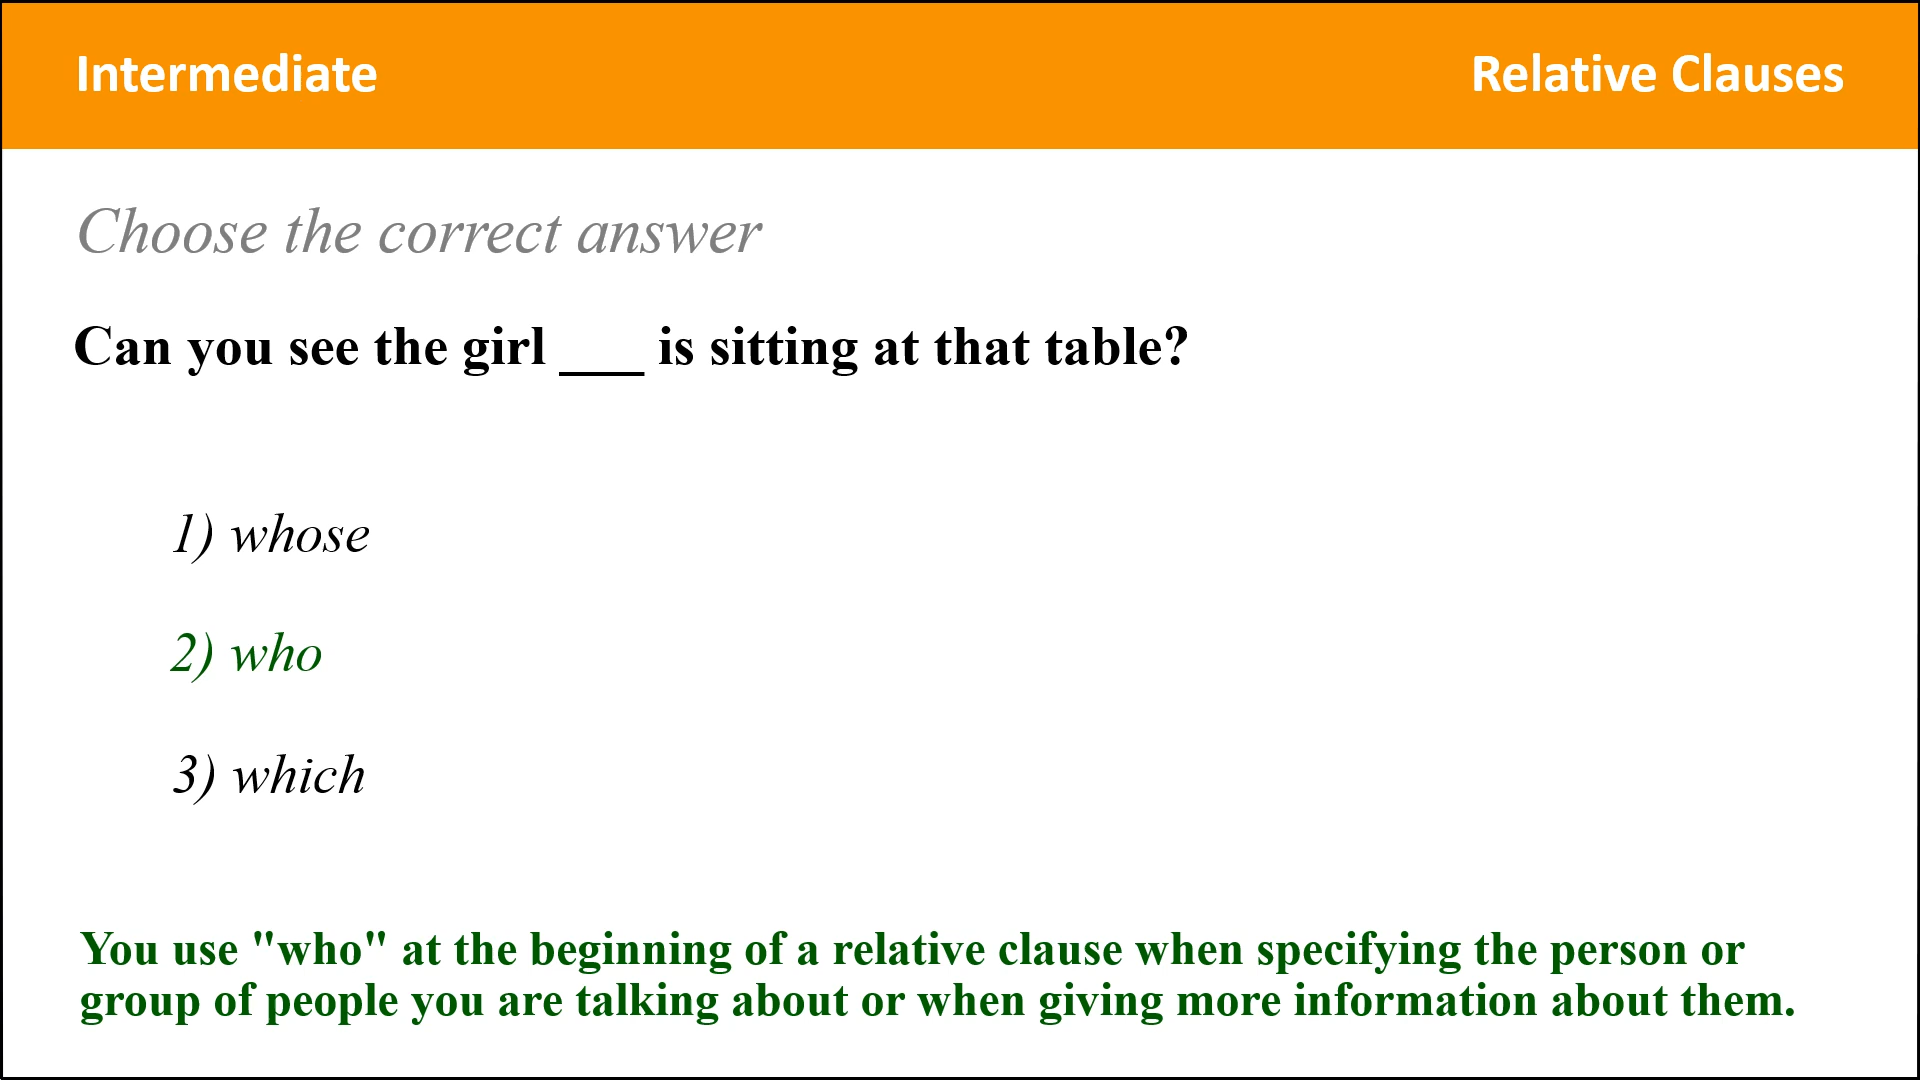 Intermediate
Relative Clauses
Choose the correct answer
Can you see the girl ___ is sitting at that table?
1) whose
2) who
3) which
You use "who" at the beginning of a relative clause when specifying the person or
group of people you are talking about or when giving more information about them.